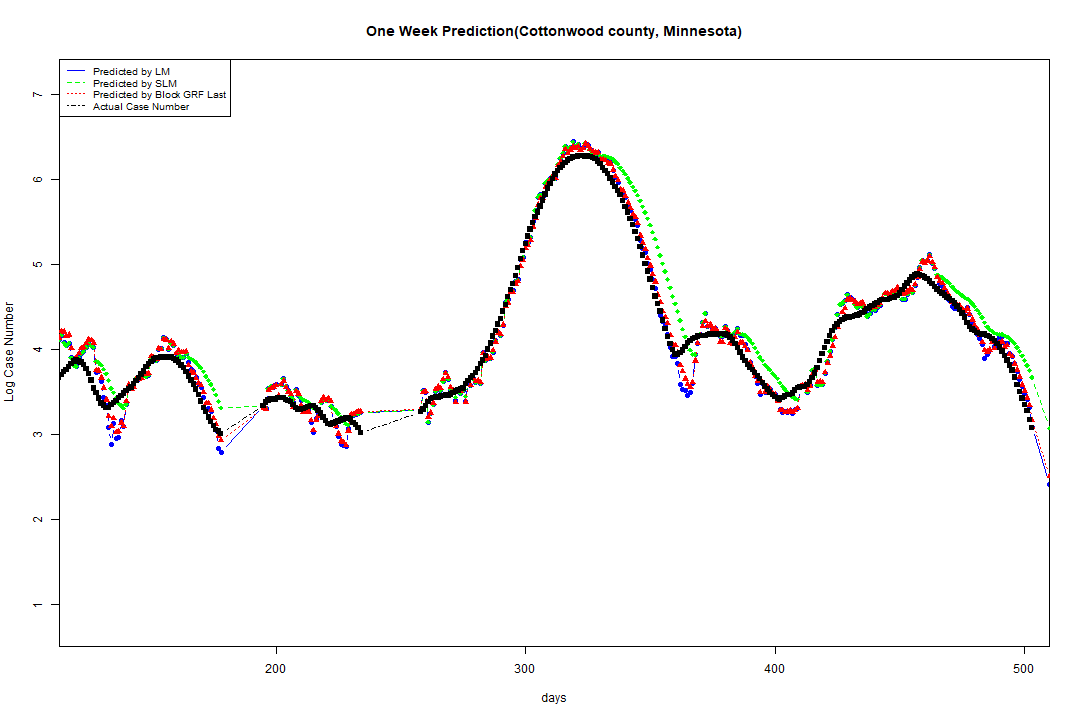 One Week Prediction(Cottonwood county, Minnesota)
Predicted by LM
Predicted by SLM
Predicted by Block GRF Last
Actual Case Number
7
6
5
4
3
2
1
Log Case Number
200 300 400 500
days